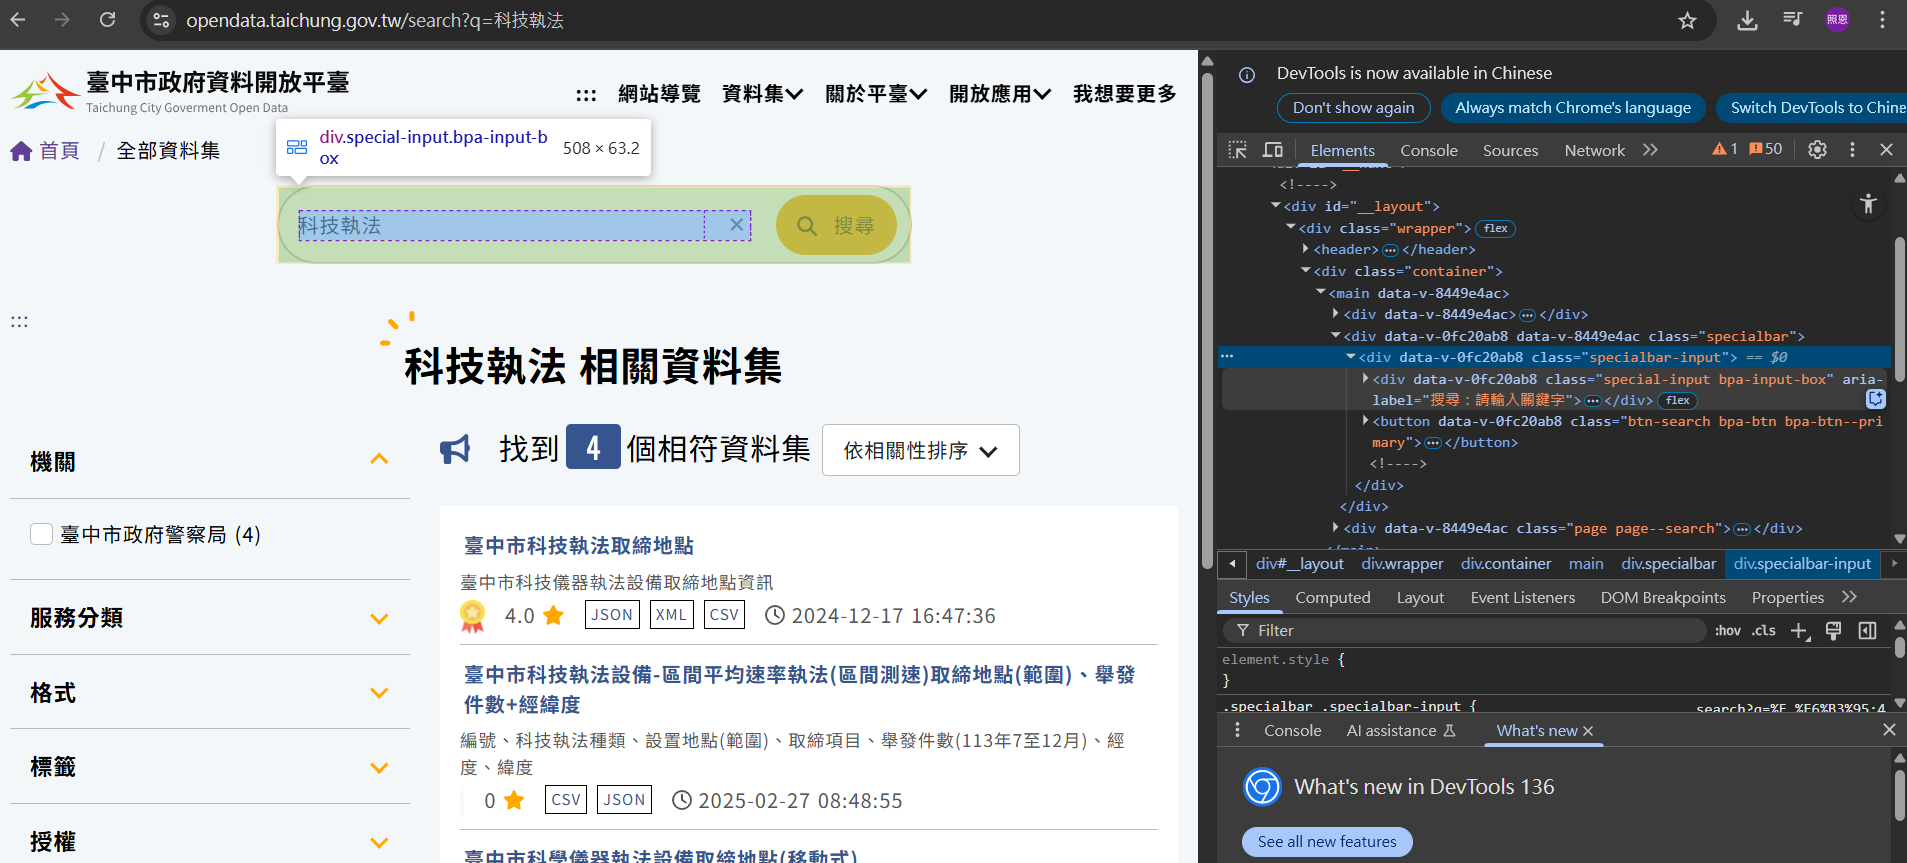 opendata.taichung.gov.tw/search?q=科技執法
照恩
臺中市政府資料開放平臺
Taichung City Goverment Open Data
:::
網站導覽
資料集
關於平臺
開放應用
我想要更多
首頁 / 全部資料集
div.special-input.bpa-input-b
ox
508 × 63.2
科技執法
搜尋
:::
科技執法 相關資料集
找到 4 個相符資料集
依相關性排序
機關
臺中市政府警察局 (4)
服務分類
格式
標籤
授權
臺中市科技執法取締地點
臺中市科技儀器執法設備取締地點資訊
4.0 JSON XML CSV 2024-12-17 16:47:36
臺中市科技執法設備-區間平均速率執法(區間測速)取締地點(範圍)、舉發
件數+經緯度
編號、科技執法種類、設置地點(範圍)、取締項目、舉發件數(113年7至12月)、經
度、緯度
0 CSV JSON 2025-02-27 08:48:55
臺中市科學儀器執法設備取締地點(移動式)
DevTools is now available in Chinese
Don't show again
Always match Chrome's language
Switch DevTools to Chine
Elements Console Sources Network 1 50
<!---->
<div id="__layout">
<div class="wrapper"> flex
<header> ⋯ </header>
<div class="container">
<main data-v-8449e4ac>
<div data-v-8449e4ac> ⋯ </div>
<div data-v-0fc20ab8 data-v-8449e4ac class="specialbar">
<div data-v-0fc20ab8 class="specialbar-input"> == $0
<div data-v-0fc20ab8 class="special-input bpa-input-box" aria-
label="搜尋：請輸入關鍵字"> ⋯ </div> flex
<button data-v-0fc20ab8 class="btn-search bpa-btn bpa-btn--pri
mary"> ⋯ </button>
<!---->
</div>
</div>
<div data-v-8449e4ac class="page page--search"> ⋯ </div>
div#__layout div.wrapper div.container main div.specialbar div.specialbar-input
Styles Computed Layout Event Listeners DOM Breakpoints Properties
Filter :hov .cls
element.style {
}
.specialbar .specialbar-input {
search?q=%E…%E6%B3%95:4
Console AI assistance What's new
What's new in DevTools 136
See all new features